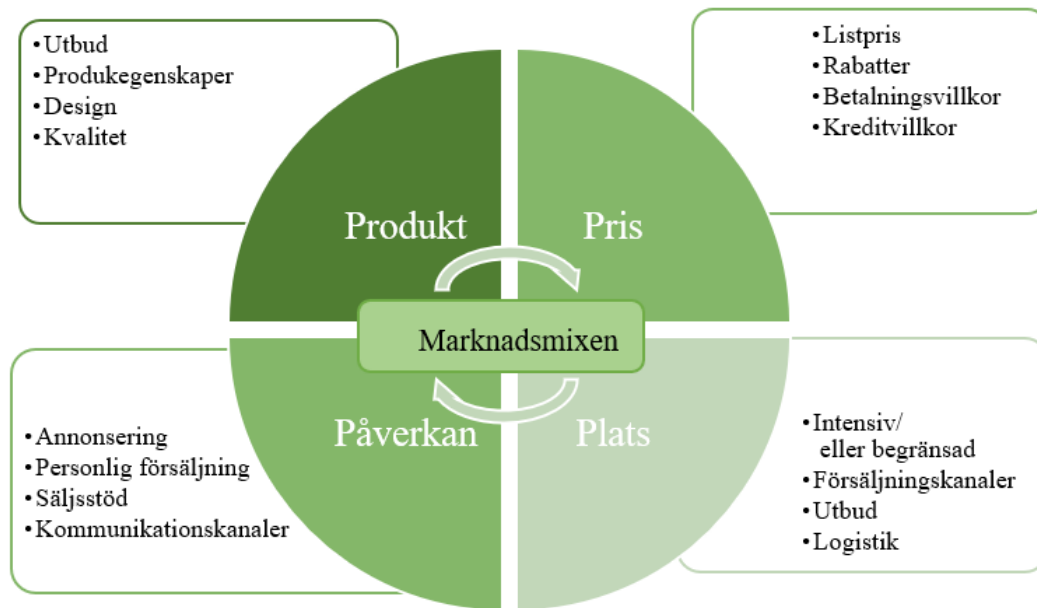 • Utbud
• Produkegenskaper
• Design
• Kvalitet
• Listpris
• Rabatter
• Betalningsvillkor
• Kreditvillkor
Produkt
Pris
Marknadsmixen
Påverkan
Plats
• Annonsering
• Personlig försäljning
• Säljsstöd
• Kommunikationskanaler
• Intensiv/
eller begränsad
• Försäljningskanaler
• Utbud
• Logistik